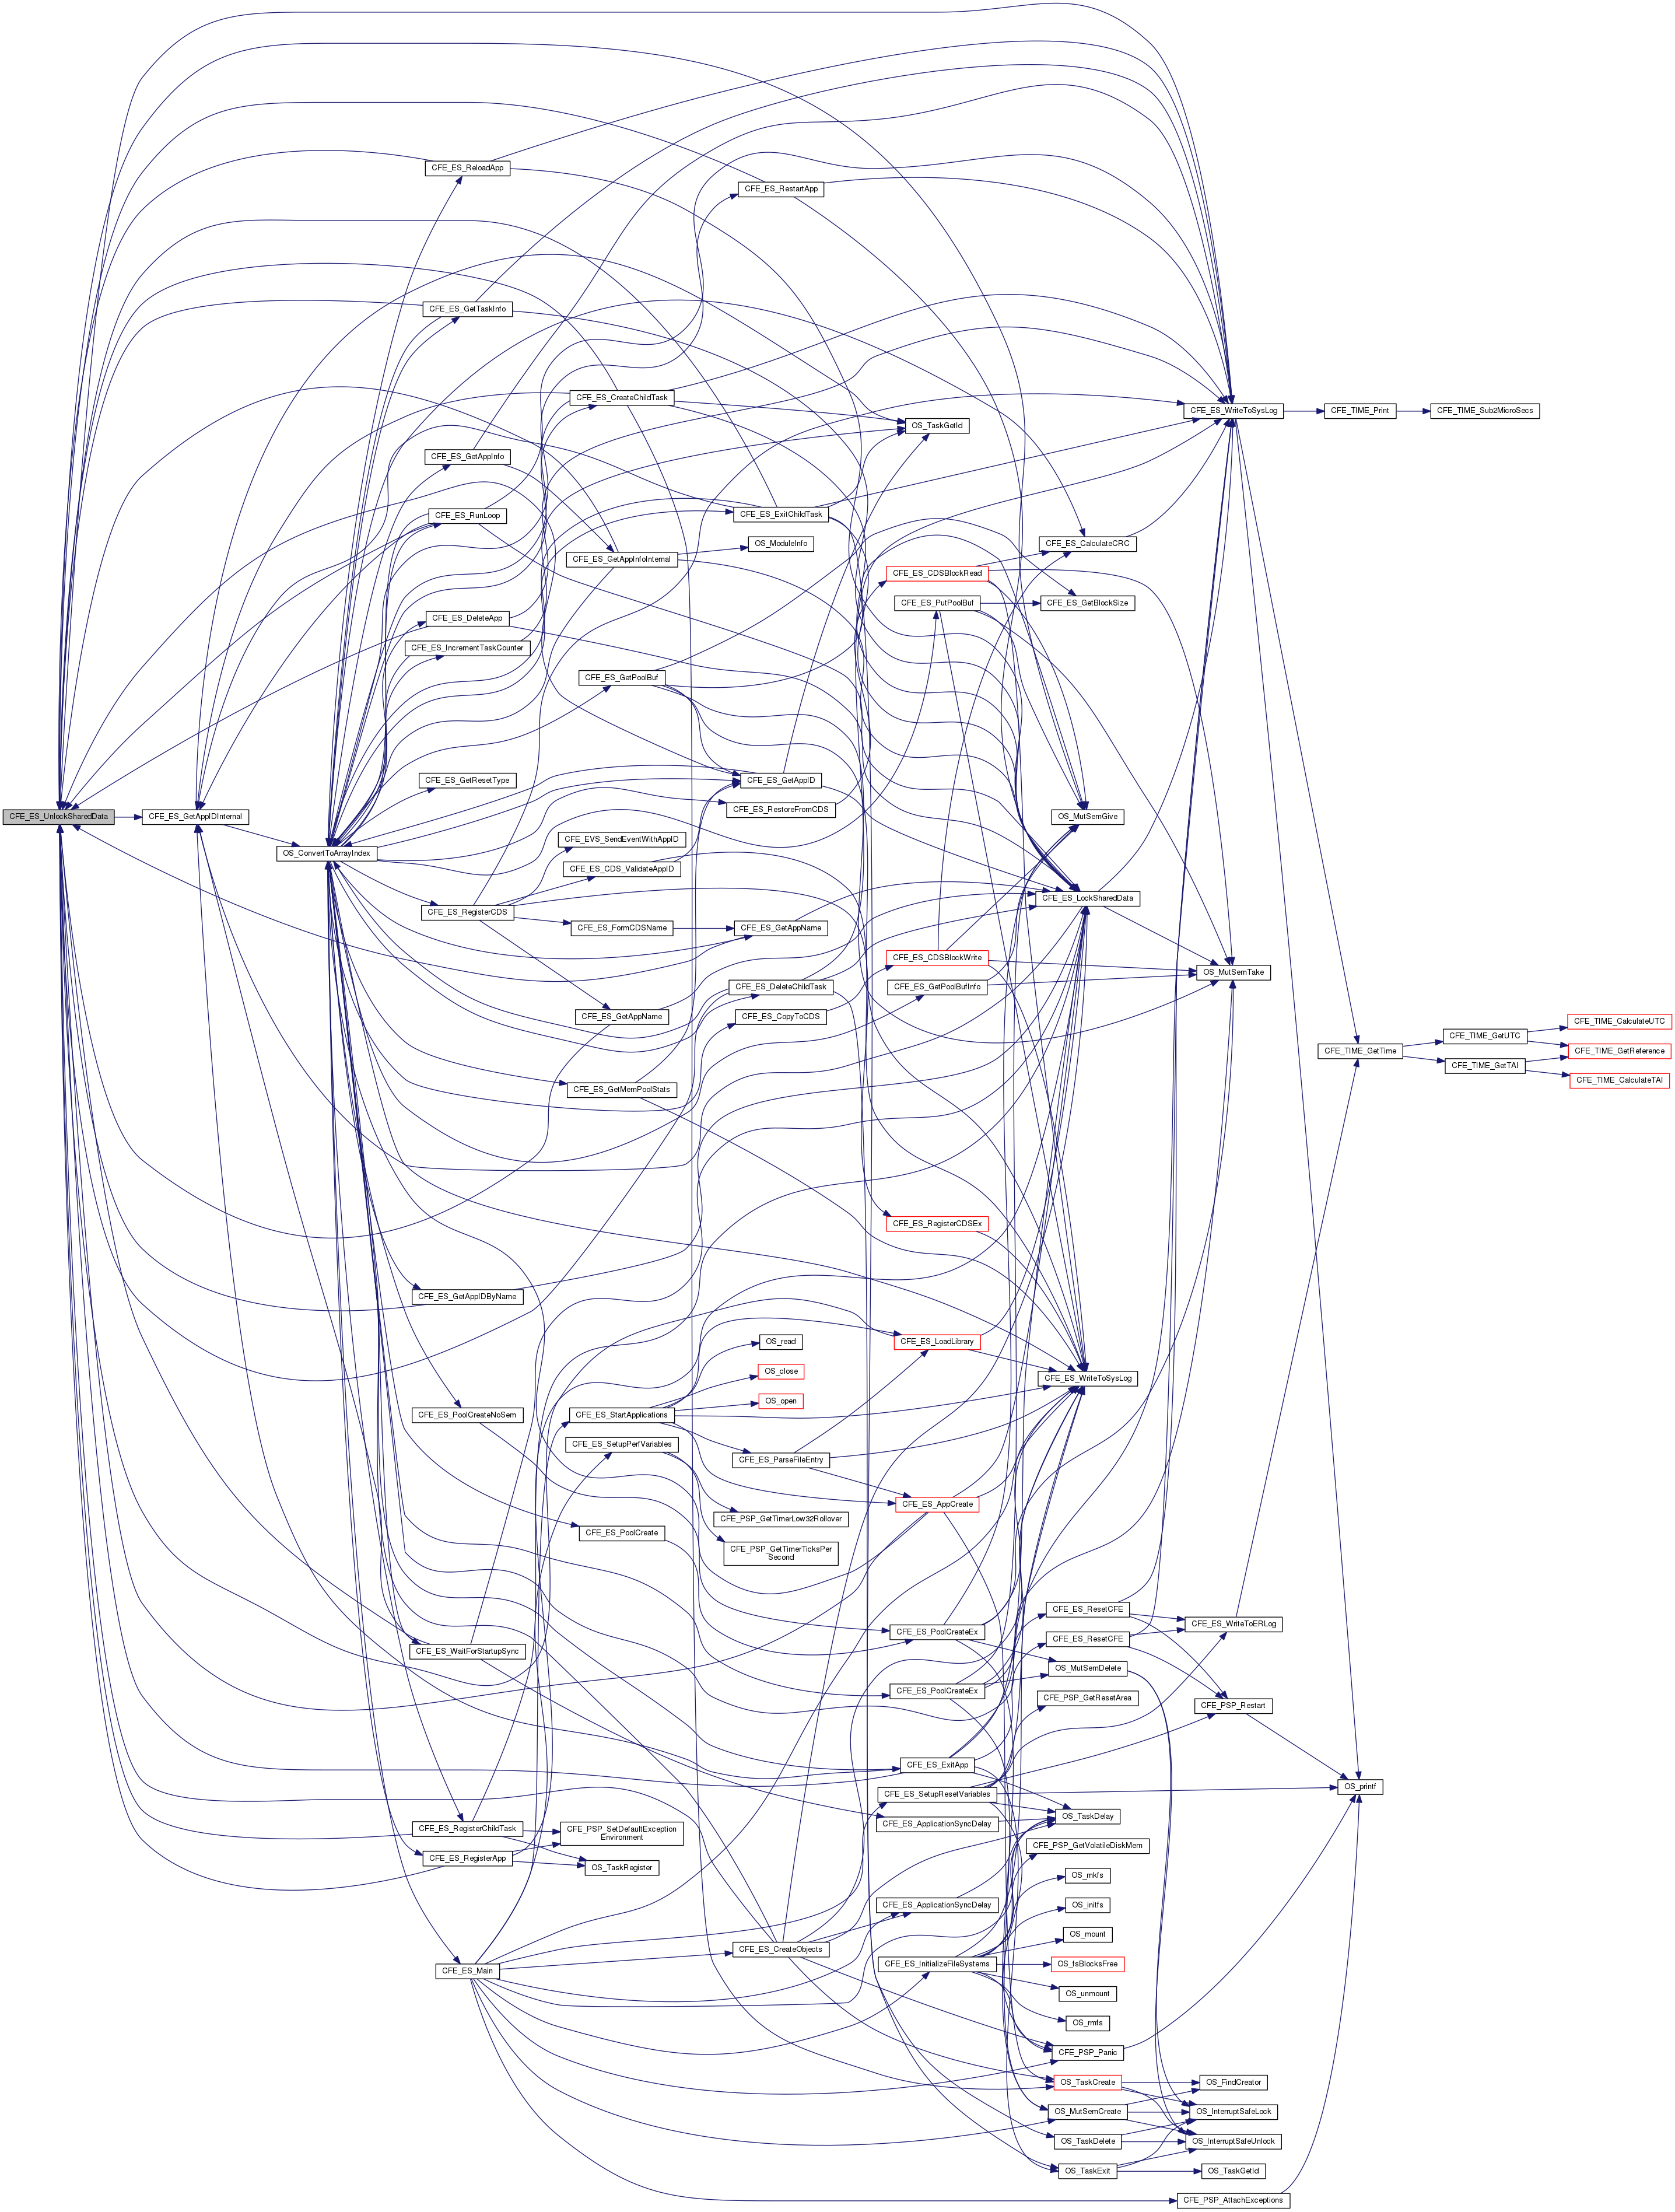 CFE_ES_ReloadApp
CFE_ES_RestartApp
CFE_ES_GetTaskInfo
CFE_ES_CreateChildTask
CFE_ES_WriteToSysLog
CFE_TIME_Print
CFE_TIME_Sub2MicroSecs
OS_TaskGetId
CFE_ES_GetAppInfo
CFE_ES_RunLoop
CFE_ES_ExitChildTask
OS_ModuleInfo
CFE_ES_CalculateCRC
CFE_ES_GetAppInfoInternal
CFE_ES_CDSBlockRead
CFE_ES_PutPoolBuf
CFE_ES_GetBlockSize
CFE_ES_DeleteApp
CFE_ES_IncrementTaskCounter
CFE_ES_GetPoolBuf
CFE_ES_GetResetType
CFE_ES_GetAppID
CFE_ES_RestoreFromCDS
CFE_ES_UnlockSharedData
CFE_ES_GetAppIDInternal
OS_MutSemGive
CFE_EVS_SendEventWithAppID
OS_ConvertToArrayIndex
CFE_ES_CDS_ValidateAppID
CFE_ES_LockSharedData
CFE_ES_RegisterCDS
CFE_ES_FormCDSName
CFE_ES_GetAppName
CFE_ES_CDSBlockWrite
OS_MutSemTake
CFE_ES_DeleteChildTask
CFE_ES_GetPoolBufInfo
CFE_ES_GetAppName
CFE_ES_CopyToCDS
CFE_TIME_CalculateUTC
CFE_TIME_GetUTC
CFE_TIME_GetTime
CFE_TIME_GetReference
CFE_TIME_GetTAI
CFE_TIME_CalculateTAI
CFE_ES_GetMemPoolStats
CFE_ES_RegisterCDSEx
CFE_ES_GetAppIDByName
OS_read
CFE_ES_LoadLibrary
OS_close
CFE_ES_WriteToSysLog
OS_open
CFE_ES_PoolCreateNoSem
CFE_ES_StartApplications
CFE_ES_SetupPerfVariables
CFE_ES_ParseFileEntry
CFE_ES_AppCreate
CFE_PSP_GetTimerLow32Rollover
CFE_ES_PoolCreate
CFE_PSP_GetTimerTicksPer
Second
CFE_ES_ResetCFE
CFE_ES_WriteToERLog
CFE_ES_PoolCreateEx
CFE_ES_ResetCFE
CFE_ES_WaitForStartupSync
OS_MutSemDelete
CFE_ES_PoolCreateEx
CFE_PSP_GetResetArea
CFE_PSP_Restart
CFE_ES_ExitApp
OS_printf
CFE_ES_SetupResetVariables
OS_TaskDelay
CFE_ES_ApplicationSyncDelay
CFE_ES_RegisterChildTask
CFE_PSP_SetDefaultException
Environment
CFE_PSP_GetVolatileDiskMem
CFE_ES_RegisterApp
OS_TaskRegister
OS_mkfs
CFE_ES_ApplicationSyncDelay
OS_initfs
OS_mount
CFE_ES_CreateObjects
CFE_ES_InitializeFileSystems
OS_fsBlocksFree
CFE_ES_Main
OS_unmount
OS_rmfs
CFE_PSP_Panic
OS_TaskCreate
OS_FindCreator
OS_MutSemCreate
OS_InterruptSafeLock
OS_TaskDelete
OS_InterruptSafeUnlock
OS_TaskExit
OS_TaskGetId
CFE_PSP_AttachExceptions